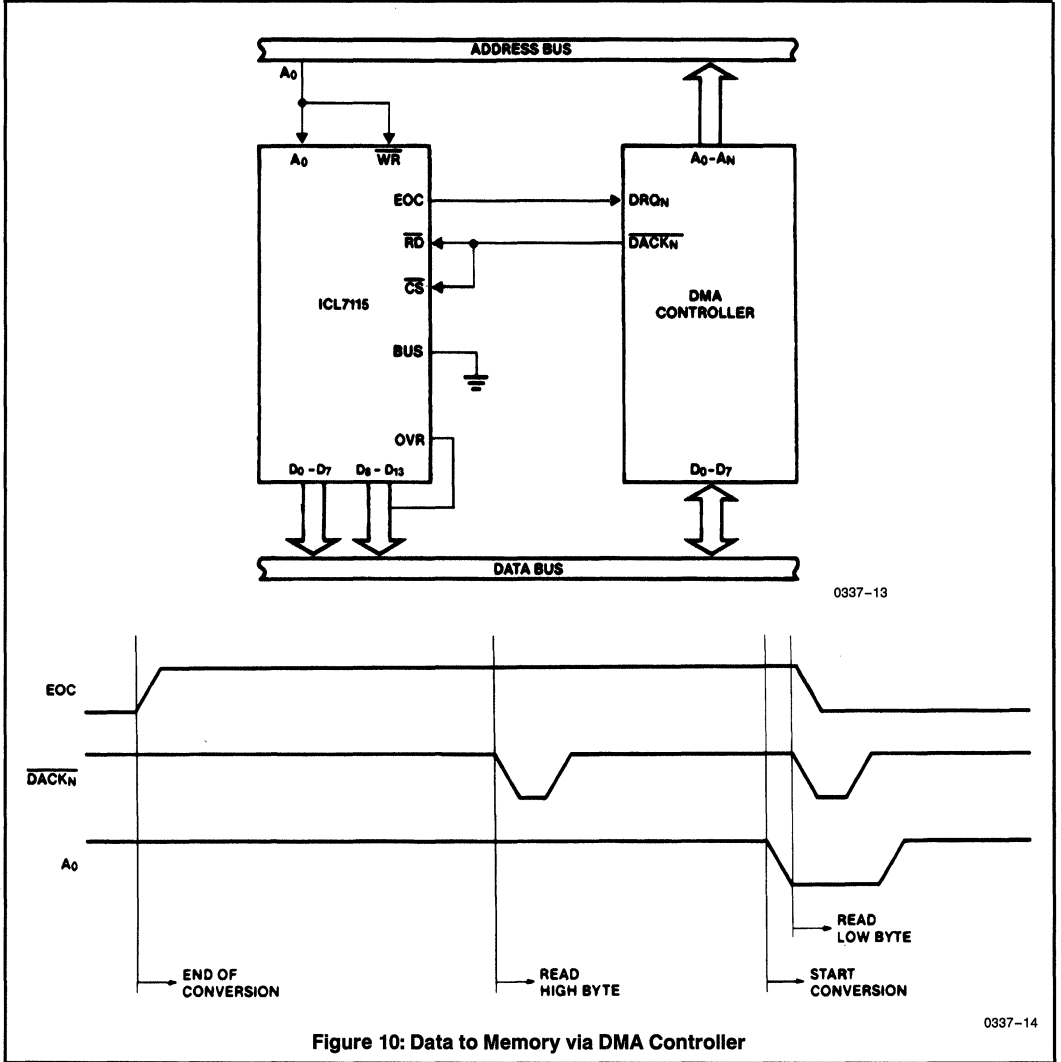 ADDRESS BUS
A0
A0
WR
A0-AN
EOC
DRQN
RD
DACKN
CS
ICL7115
DMA
CONTROLLER
BUS
OVR
D0-D7
D8-D13
D0-D7
DATA BUS
0337-13
EOC
DACKN
A0
READ
LOW BYTE
END OF
CONVERSION
READ
HIGH BYTE
START
CONVERSION
0337-14
Figure 10: Data to Memory via DMA Controller